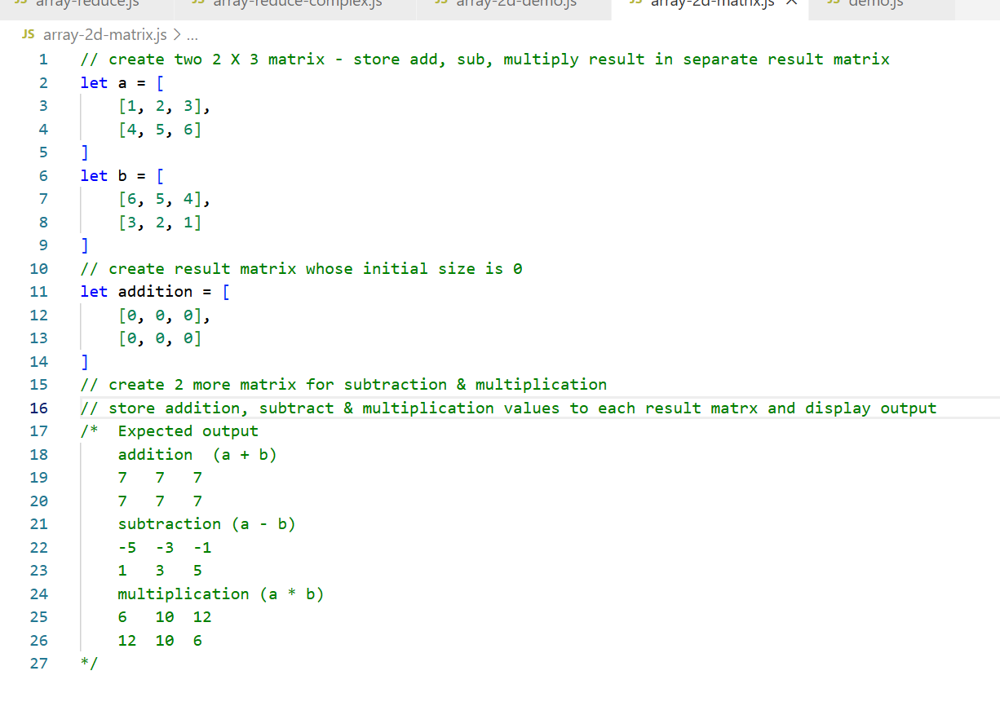 JS array-reduce.js JS array-reduce-complex.js JS array-2d-demo.js JS array-2d-matrix.js × JS demo.js
JS array-2d-matrix.js > ...
1 // create two 2 X 3 matrix - store add, sub, multiply result in separate result matrix
2 let a = [
3 [1, 2, 3],
4 [4, 5, 6]
5 ]
6 let b = [
7 [6, 5, 4],
8 [3, 2, 1]
9 ]
10 // create result matrix whose initial size is 0
11 let addition = [
12 [0, 0, 0],
13 [0, 0, 0]
14 ]
15 // create 2 more matrix for subtraction & multiplication
16 // store addition, subtract & multiplication values to each result matrx and display output
17 /* Expected output
18 addition (a + b)
19 7 7 7
20 7 7 7
21 subtraction (a - b)
22 -5 -3 -1
23 1 3 5
24 multiplication (a * b)
25 6 10 12
26 12 10 6
27 */